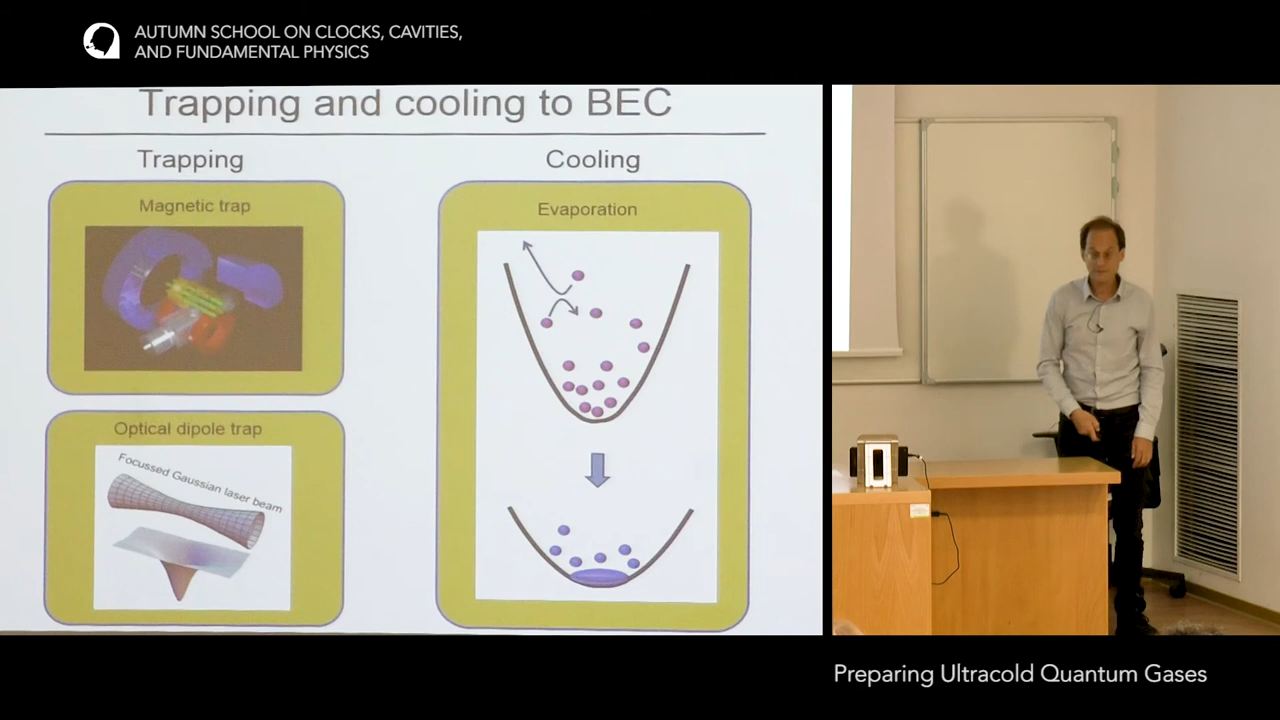 AUTUMN SCHOOL ON CLOCKS, CAVITIES,
AND FUNDAMENTAL PHYSICS
Trapping and cooling to BEC
Trapping
Magnetic trap
Optical dipole trap
Focussed Gaussian laser beam
Cooling
Evaporation
Preparing Ultracold Quantum Gases